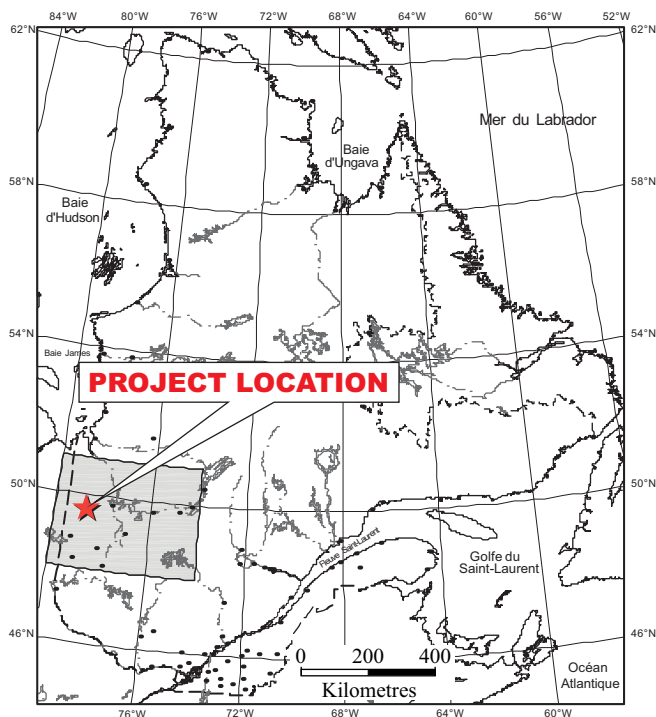 84°W 80°W 76°W 72°W 68°W 64°W 60°W 56°W 52°W
62°N
62°N
Mer du Labrador
Baie
d'Ungava
58°N
58°N
Baie
d'Hudson
54°N
54°N
Baie James
PROJECT LOCATION
50°N
50°N
Fleuve Saint-Laurent
Golfe du
Saint-Laurent
46°N
46°N
0 200 400
Kilometres
Océan
Atlantique
76°W 72°W 68°W 64°W 60°W